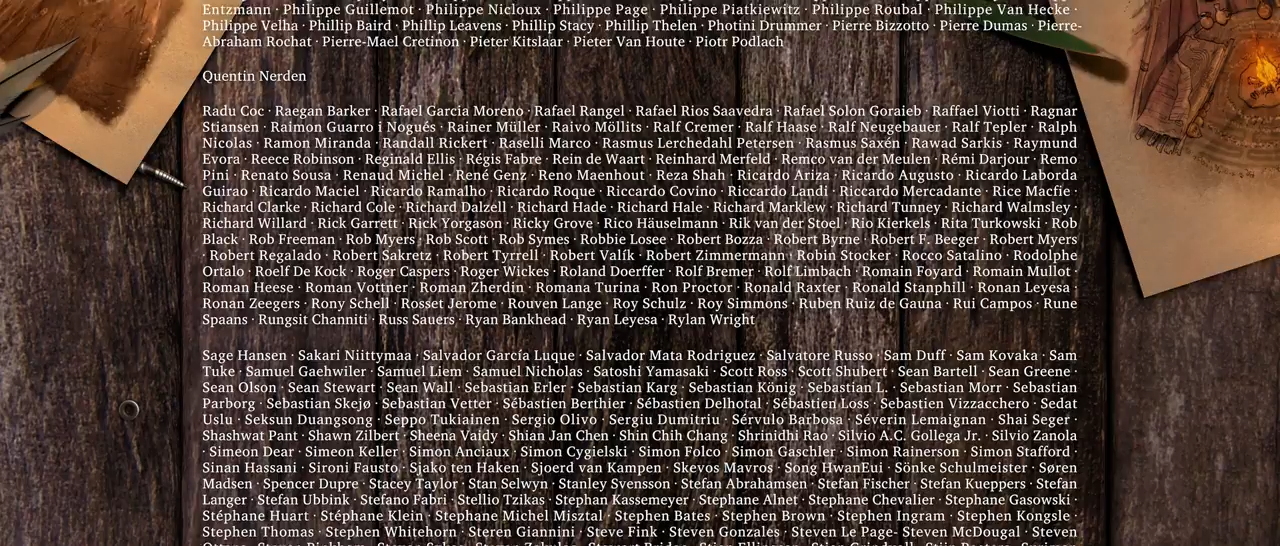 Entzmann · Philippe Guillemot · Philippe Nicloux · Philippe Page · Philippe Piatkiewitz · Philippe Roubal · Philippe Van Hecke ·
Philippe Velha · Phillip Baird · Phillip Leavens · Phillip Stacy · Phillip Thelen · Photini Drummer · Pierre Bizzotto · Pierre Dumas · Pierre-
Abraham Rochat · Pierre-Mael Cretinon · Pieter Kitslaar · Pieter Van Houte · Piotr Podlach
Quentin Nerden
Radu Coc · Raegan Barker · Rafael Garcia Moreno · Rafael Rangel · Rafael Rios Saavedra · Rafael Solon Goraieb · Raffael Viotti · Ragnar
Stiansen · Raimon Guarro i Nogués · Rainer Müller · Raivo Möllits · Ralf Cremer · Ralf Haase · Ralf Neugebauer · Ralf Tepler · Ralph
Nicolas · Ramon Miranda · Randall Rickert · Raselli Marco · Rasmus Lerchedahl Petersen · Rasmus Saxén · Rawad Sarkis · Raymund
Evora · Reece Robinson · Reginald Ellis · Régis Fabre · Rein de Waart · Reinhard Merfeld · Remco van der Meulen · Rémi Darjour · Remo
Pini · Renato Sousa · Renaud Michel · René Genz · Reno Maenhout · Reza Shah · Ricardo Ariza · Ricardo Augusto · Ricardo Laborda
Guirao · Ricardo Maciel · Ricardo Ramalho · Ricardo Roque · Riccardo Covino · Riccardo Landi · Riccardo Mercadante · Rice Macfie ·
Richard Clarke · Richard Cole · Richard Dalzell · Richard Hade · Richard Hale · Richard Marklew · Richard Tunney · Richard Walmsley ·
Richard Willard · Rick Garrett · Rick Yorgason · Ricky Grove · Rico Häuselmann · Rik van der Stoel · Rio Kierkels · Rita Turkowski · Rob
Black · Rob Freeman · Rob Myers · Rob Scott · Rob Symes · Robbie Losee · Robert Bozza · Robert Byrne · Robert F. Beeger · Robert Myers
· Robert Regalado · Robert Sakretz · Robert Tyrrell · Robert Valík · Robert Zimmermann · Robin Stocker · Rocco Satalino · Rodolphe
Ortalo · Roelf De Kock · Roger Caspers · Roger Wickes · Roland Doerffer · Rolf Bremer · Rolf Limbach · Romain Foyard · Romain Mullot ·
Roman Heese · Roman Vottner · Roman Zherdin · Romana Turina · Ron Proctor · Ronald Raxter · Ronald Stanphill · Ronan Leyesa ·
Ronan Zeegers · Rony Schell · Rosset Jerome · Rouven Lange · Roy Schulz · Roy Simmons · Ruben Ruiz de Gauna · Rui Campos · Rune
Spaans · Rungsit Channiti · Russ Sauers · Ryan Bankhead · Ryan Leyesa · Rylan Wright
Sage Hansen · Sakari Niittymaa · Salvador García Luque · Salvador Mata Rodriguez · Salvatore Russo · Sam Duff · Sam Kovaka · Sam
Tuke · Samuel Gaehwiler · Samuel Liem · Samuel Nicholas · Satoshi Yamasaki · Scott Ross · Scott Shubert · Sean Bartell · Sean Greene ·
Sean Olson · Sean Stewart · Sean Wall · Sebastian Erler · Sebastian Karg · Sebastian König · Sebastian L. · Sebastian Morr · Sebastian
Parborg · Sebastian Skejø · Sebastian Vetter · Sébastien Berthier · Sébastien Delhotal · Sébastien Loss · Sebastien Vizzacchero · Sedat
Uslu · Seksun Duangsong · Seppo Tukiainen · Sergio Olivo · Sergiu Dumitriu · Sérvulo Barbosa · Séverin Lemaignan · Shai Seger ·
Shashwat Pant · Shawn Zilbert · Sheena Vaidy · Shian Jan Chen · Shin Chih Chang · Shrinidhi Rao · Silvio A.C. Gollega Jr. · Silvio Zanola
· Simeon Dear · Simeon Keller · Simon Anciaux · Simon Cygielski · Simon Folco · Simon Gaschler · Simon Rainerson · Simon Stafford ·
Sinan Hassani · Sironi Fausto · Sjako ten Haken · Sjoerd van Kampen · Skevos Mavros · Song HwanEui · Sönke Schulmeister · Søren
Madsen · Spencer Dupre · Stacey Taylor · Stan Selwyn · Stanley Svensson · Stefan Abrahamsen · Stefan Fischer · Stefan Kueppers · Stefan
Langer · Stefan Ubbink · Stefano Fabri · Stellio Tzikas · Stephan Kassemeyer · Stephane Alnet · Stephane Chevalier · Stephane Gasowski ·
Stéphane Huart · Stéphane Klein · Stephane Michel Misztal · Stephen Bates · Stephen Brown · Stephen Ingram · Stephen Kongsle ·
Stephen Thomas · Stephen Whitehorn · Steren Giannini · Steve Fink · Steven Gonzales · Steven Le Page- Steven McDougal · Steven